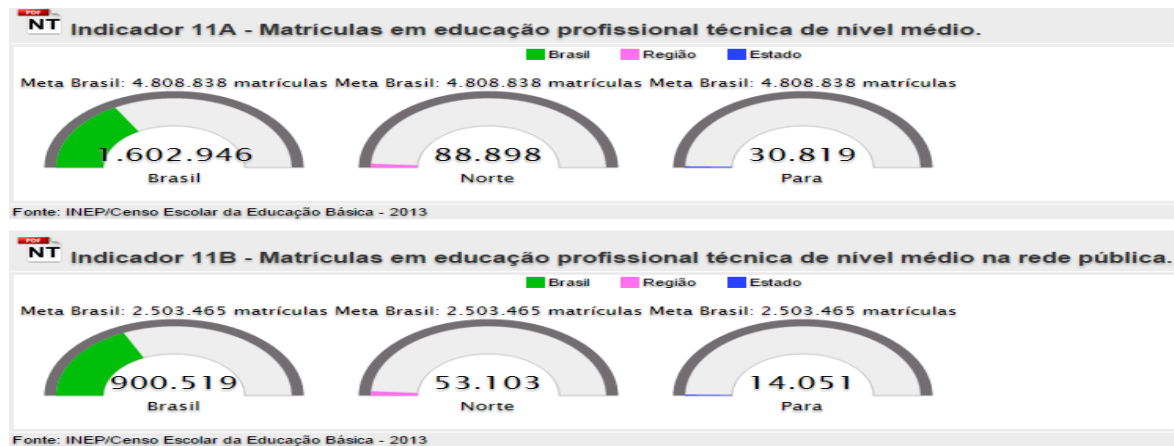 PDF
NT Indicador 11A - Matrículas em educação profissional técnica de nível médio.
Brasil Região Estado
Meta Brasil: 4.808.838 matrículas Meta Brasil: 4.808.838 matrículas Meta Brasil: 4.808.838 matrículas
1.602.946 88.898 30.819
Brasil Norte Para
Fonte: INEP/Censo Escolar da Educação Básica - 2013
PDF
NT Indicador 11B - Matrículas em educação profissional técnica de nível médio na rede pública.
Brasil Região Estado
Meta Brasil: 2.503.465 matrículas Meta Brasil: 2.503.465 matrículas Meta Brasil: 2.503.465 matrículas
900.519 53.103 14.051
Brasil Norte Para
Fonte: INEP/Censo Escolar da Educação Básica - 2013